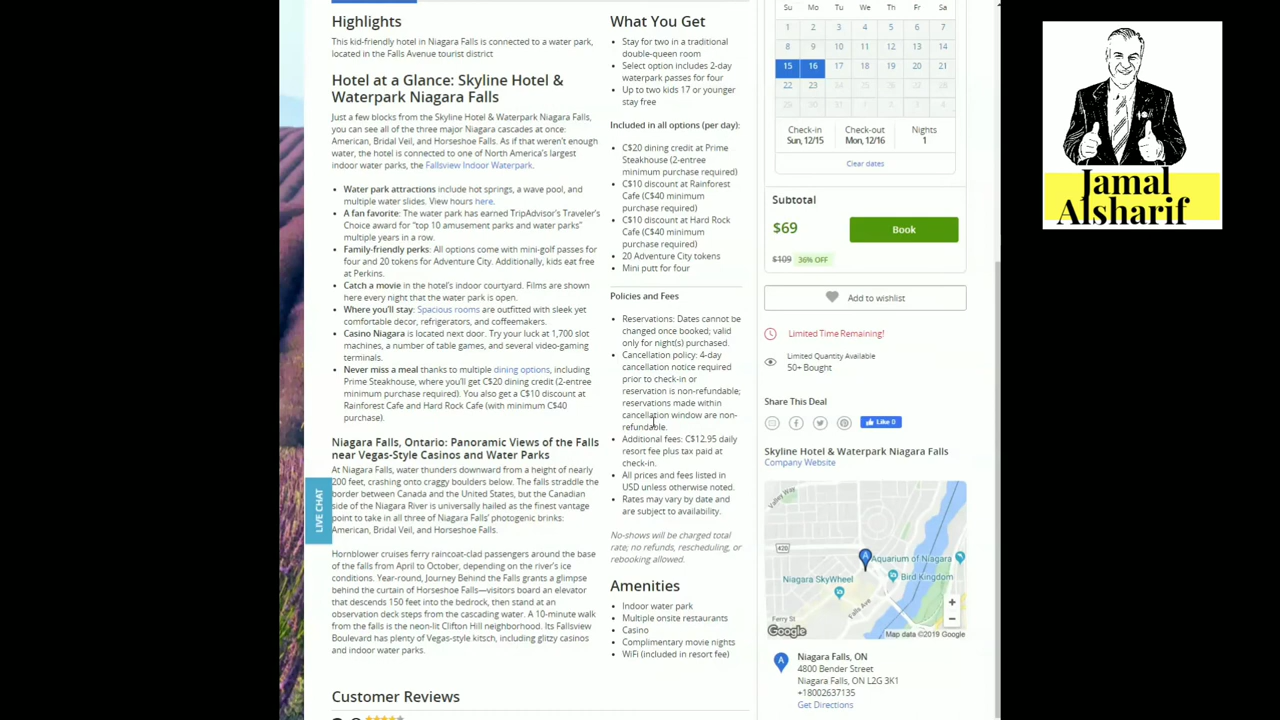 Highlights
This kid-friendly hotel in Niagara Falls is connected to a water park,
located in the Falls Avenue tourist district
Hotel at a Glance: Skyline Hotel &
Waterpark Niagara Falls
Just a few blocks from the Skyline Hotel & Waterpark Niagara Falls,
you can see all of the three major Niagara cascades at once:
American, Bridal Veil, and Horseshoe Falls. As if that weren't enough
water, the hotel is connected to one of North America's largest
indoor water parks, the Fallsview Indoor Waterpark.
• Water park attractions include hot springs, a wave pool, and
multiple water slides. View hours here.
• A fan favorite: The water park has earned TripAdvisor's Traveler's
Choice award for "top 10 amusement parks and water parks"
multiple years in a row.
• Family-friendly perks: All options come with mini-golf passes for
four and 20 tokens for Adventure City. Additionally, kids eat free
at Perkins.
• Catch a movie in the hotel's indoor courtyard. Films are shown
here every night that the water park is open.
• Where you'll stay: Spacious rooms are outfitted with sleek yet
comfortable decor, refrigerators, and coffeemakers.
• Casino Niagara is located next door. Try your luck at 1,700 slot
machines, a number of table games, and several video-gaming
terminals.
• Never miss a meal thanks to multiple dining options, including
Prime Steakhouse, where you'll get C$20 dining credit (2-entree
minimum purchase required). You also get a C$10 discount at
Rainforest Cafe and Hard Rock Cafe (with minimum C$40
purchase).
Niagara Falls, Ontario: Panoramic Views of the Falls
near Vegas-Style Casinos and Water Parks
At Niagara Falls, water thunders downward from a height of nearly
200 feet, crashing onto craggy boulders below. The falls straddle the
border between Canada and the United States, but the Canadian
side of the Niagara River is universally hailed as the finest vantage
point to take in all three of Niagara Falls' photogenic brinks:
American, Bridal Veil, and Horseshoe Falls.
Hornblower cruises ferry raincoat-clad passengers around the base
of the falls from April to October, depending on the river's ice
conditions. Year-round, Journey Behind the Falls grants a glimpse
behind the curtain of Horseshoe Falls—visitors board an elevator
that descends 150 feet into the bedrock, then stand at an
observation deck steps from the cascading water. A 10-minute walk
from the falls is the neon-lit Clifton Hill neighborhood. Its Fallsview
Boulevard has plenty of Vegas-style kitsch, including glitzy casinos
and indoor water parks.
Customer Reviews
LIVE CHAT
What You Get
• Stay for two in a traditional
double-queen room
• Select option includes 2-day
waterpark passes for four
• Up to two kids 17 or younger
stay free
Included in all options (per day):
• C$20 dining credit at Prime
Steakhouse (2-entree
minimum purchase required)
• C$10 discount at Rainforest
Cafe (C$40 minimum
purchase required)
• C$10 discount at Hard Rock
Cafe (C$40 minimum
purchase required)
• 20 Adventure City tokens
• Mini putt for four
Policies and Fees
• Reservations: Dates cannot be
changed once booked; valid
only for night(s) purchased.
• Cancellation policy: 4-day
cancellation notice required
prior to check-in or
reservation is non-refundable;
reservations made within
cancellation window are non-
refundable.
• Additional fees: C$12.95 daily
resort fee plus tax paid at
check-in.
• All prices and fees listed in
USD unless otherwise noted.
• Rates may vary by date and
are subject to availability.
No-shows will be charged total
rate; no refunds, rescheduling, or
rebooking allowed.
Amenities
• Indoor water park
• Multiple onsite restaurants
• Casino
• Complimentary movie nights
• WiFi (included in resort fee)
Su Mo Tu We Th Fr Sa
1 2 3 4 5 6 7
8 9 10 11 12 13 14
15 16 17 18 19 20 21
22 23 24 25 26 27 28
29 30 31 1 2 3 4
Check-in Check-out Nights
Sun, 12/15 Mon, 12/16 1
Clear dates
Subtotal
$69 Book
$109 36% OFF
Add to wishlist
Limited Time Remaining!
Limited Quantity Available
50+ Bought
Share This Deal
Like 0
Skyline Hotel & Waterpark Niagara Falls
Company Website
Valley Way
420
A
Aquarium of Niagara
Bird Kingdom
Niagara SkyWheel
Falls Ave
Ferry St
Google
Map data ©2019 Google
A
Niagara Falls, ON
4800 Bender Street
Niagara Falls, ON L2G 3K1
+18002637135
Get Directions
Jamal
Alsharif